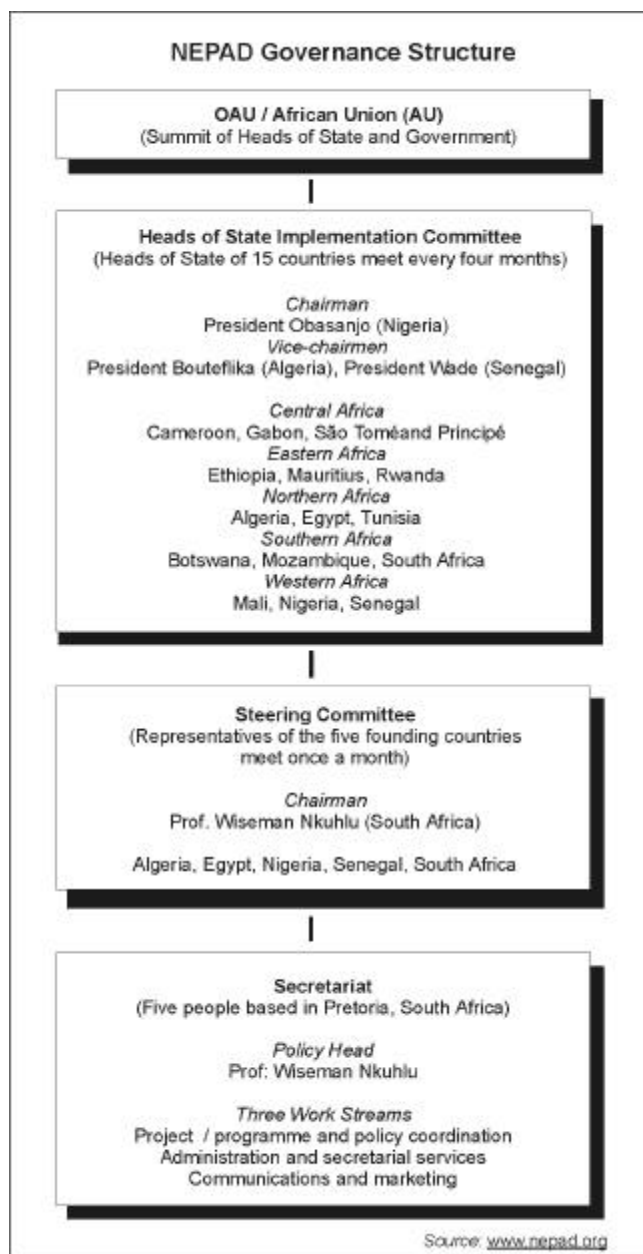 NEPAD Governance Structure
OAU / African Union (AU)
(Summit of Heads of State and Government)
Heads of State Implementation Committee
(Heads of State of 15 countries meet every four months)
Chairman
President Obasanjo (Nigeria)
Vice-chairmen
President Bouteflika (Algeria), President Wade (Senegal)
Central Africa
Cameroon, Gabon, São Toméand Principé
Eastern Africa
Ethiopia, Mauritius, Rwanda
Northern Africa
Algeria, Egypt, Tunisia
Southern Africa
Botswana, Mozambique, South Africa
Western Africa
Mali, Nigeria, Senegal
Steering Committee
(Representatives of the five founding countries
meet once a month)
Chairman
Prof. Wiseman Nkuhlu (South Africa)
Algeria, Egypt, Nigeria, Senegal, South Africa
Secretariat
(Five people based in Pretoria, South Africa)
Policy Head
Prof: Wiseman Nkuhlu
Three Work Streams
Project / programme and policy coordination
Administration and secretarial services
Communications and marketing
Source: www.nepad.org